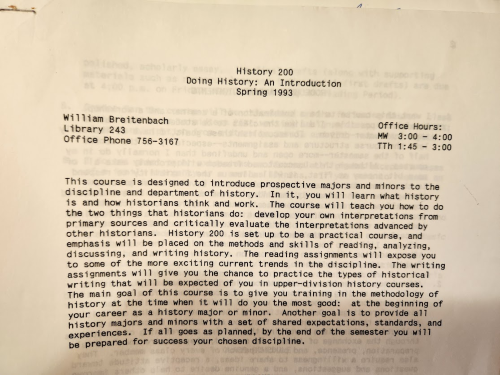 History 200
Doing History: An Introduction
Spring 1993
William Breitenbach
Library 243
Office Phone 756-3167
Office Hours:
MW 3:00 - 4:00
TTh 1:45 - 3:00
This course is designed to introduce prospective majors and minors to the
discipline and department of history. In it, you will learn what history
is and how historians think and work. The course will teach you how to do
the two things that historians do: develop your own interpretations from
primary sources and critically evaluate the interpretations advanced by
other historians. History 200 is set up to be a practical course, and
emphasis will be placed on the methods and skills of reading, analyzing,
discussing, and writing history. The reading assignments will expose you
to some of the more exciting current trends in the discipline. The writing
assignments will give you the chance to practice the types of historical
writing that will be expected of you in upper-division history courses.
The main goal of this course is to give you training in the methodology of
history at the time when it will do you the most good: at the beginning of
your career as a history major or minor. Another goal is to provide all
history majors and minors with a set of shared expectations, standards, and
experiences. If all goes as planned, by the end of the semester you will
be prepared for success your chosen discipline.